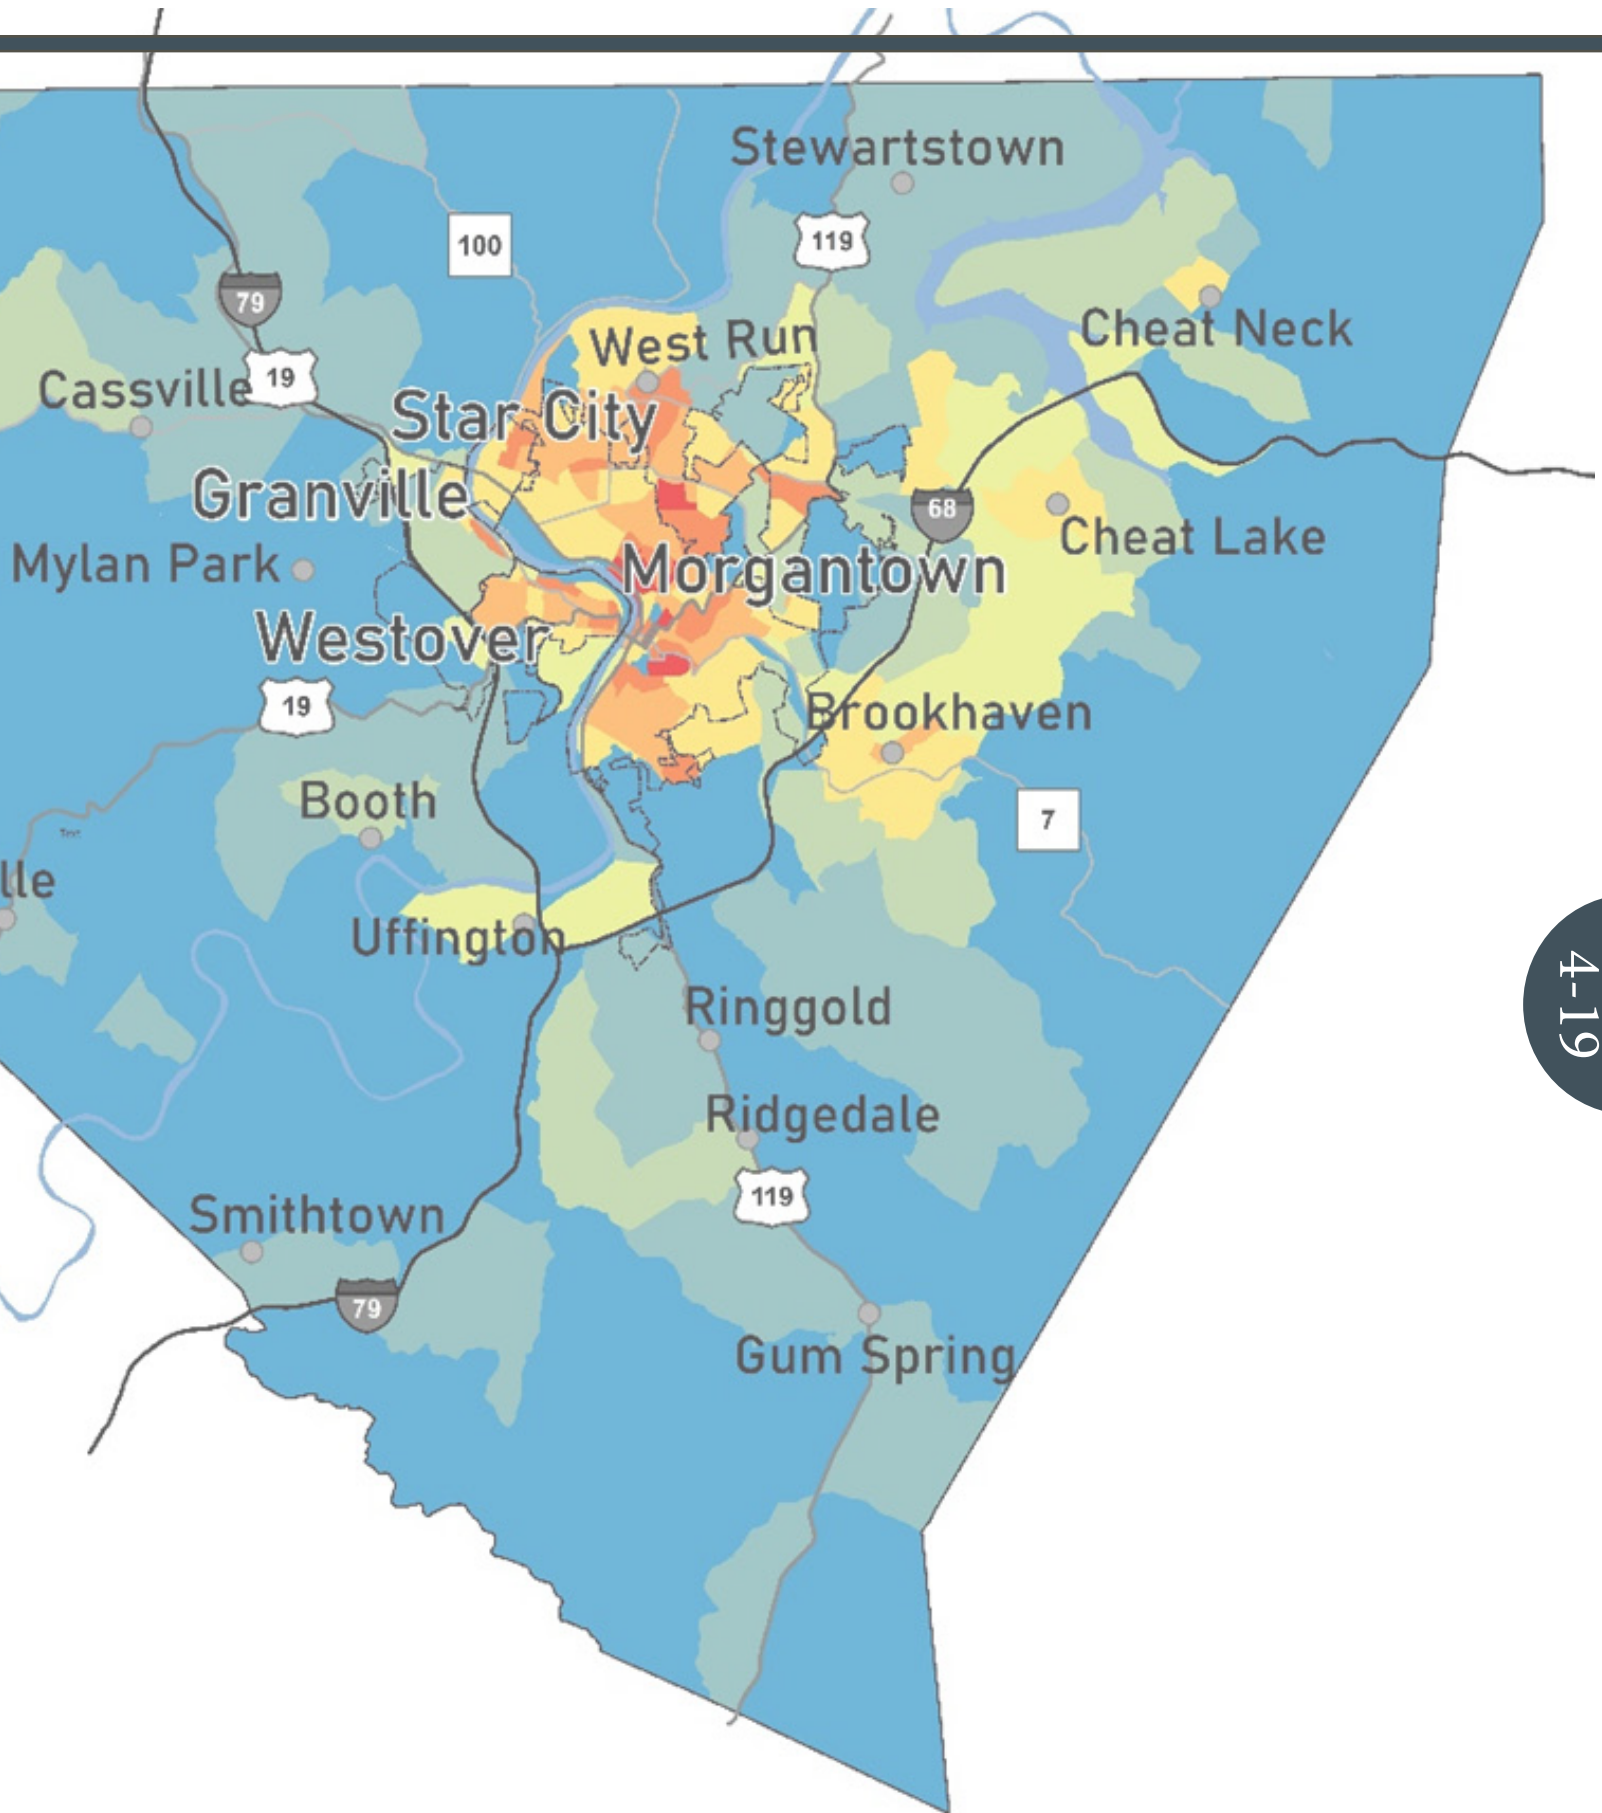 Stewartstown
119
100
79
Cheat Neck
West Run
Cassville
19
Star City
Granville
68
Cheat Lake
Mylan Park
Morgantown
Westover
19
Brookhaven
Booth
7
Text
lle
Uffington
4-19
Ringgold
Ridgedale
119
Smithtown
79
Gum Spring